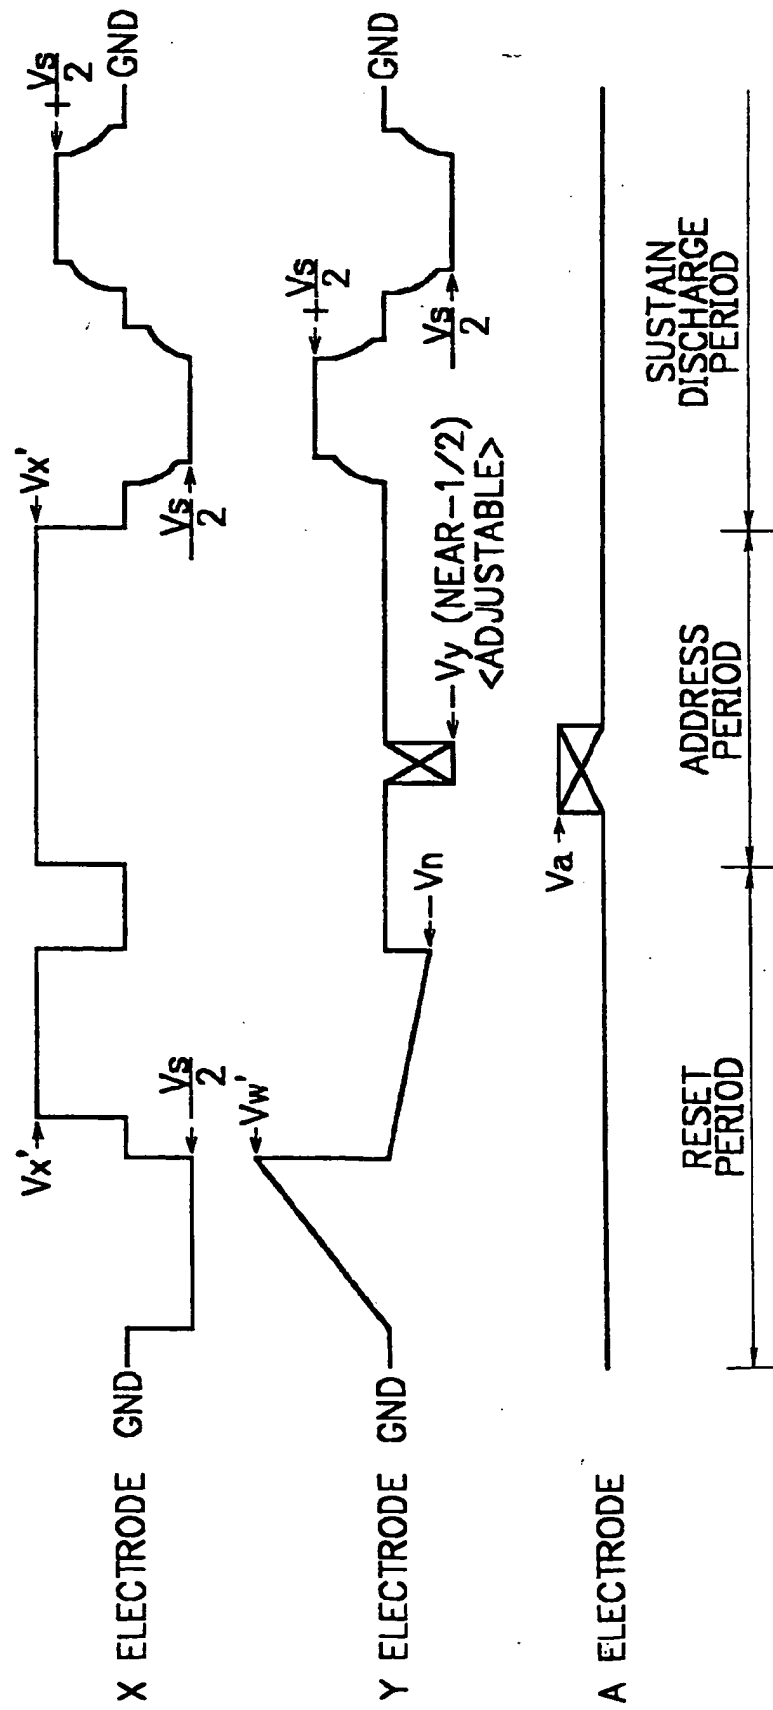 X ELECTRODE GND
Vx'
-Vs
2
Vx'
-Vs
2
+Vs
2
GND
Y ELECTRODE GND
Vw'
Vn
Vy (NEAR-1/2)
<ADJUSTABLE>
+Vs
2
-Vs
2
GND
A ELECTRODE
Va
RESET
PERIOD
ADDRESS
PERIOD
SUSTAIN
DISCHARGE
PERIOD